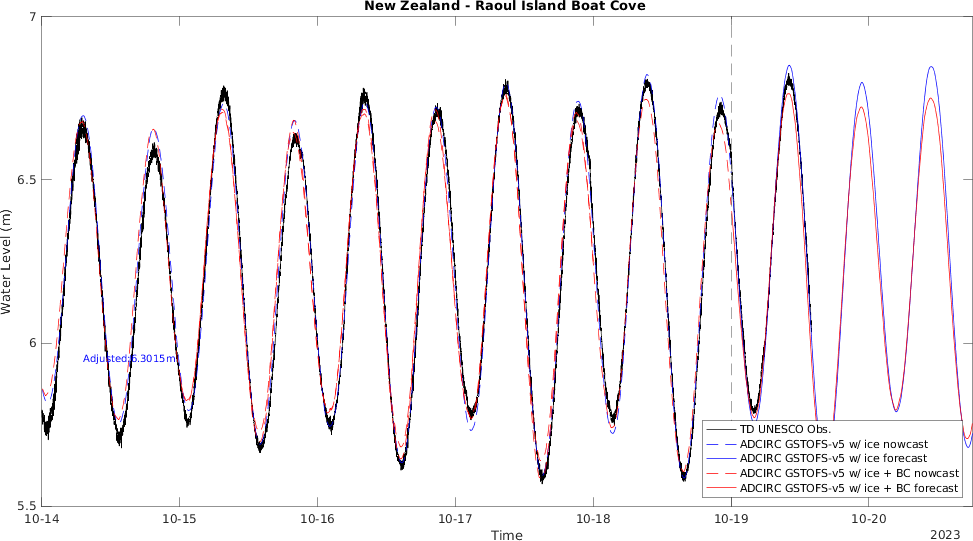 New Zealand - Raoul Island Boat Cove
7
6.5
6
5.5
Water Level (m)
Adjusted:6.3015m
TD UNESCO Obs.
ADCIRC GSTOFS-v5 w/ ice nowcast
ADCIRC GSTOFS-v5 w/ ice forecast
ADCIRC GSTOFS-v5 w/ ice + BC nowcast
ADCIRC GSTOFS-v5 w/ ice + BC forecast
10-14 10-15 10-16 10-17 10-18 10-19 10-20
Time
2023